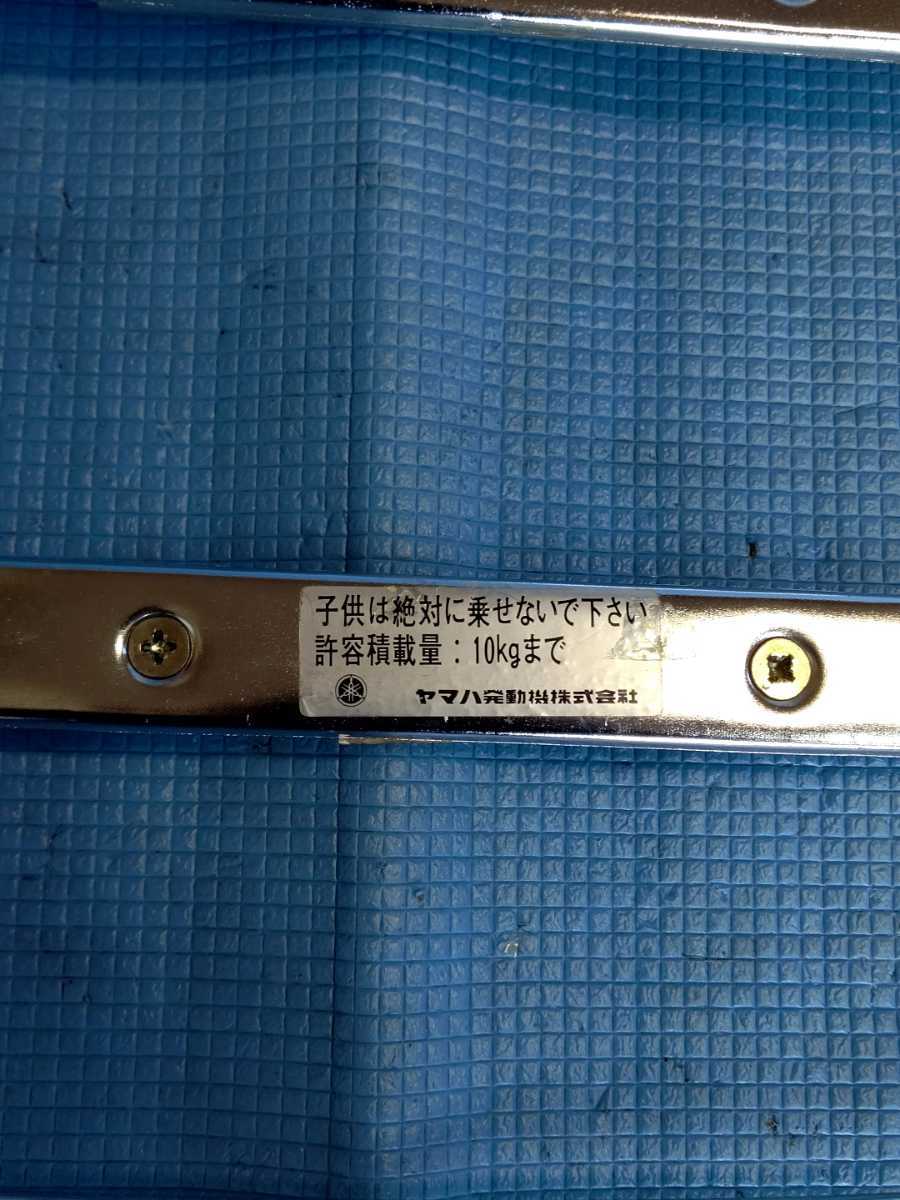 子供は絶対に乗せないで下さい
許容積載量：10kgまで
ヤマハ発動機株式会社